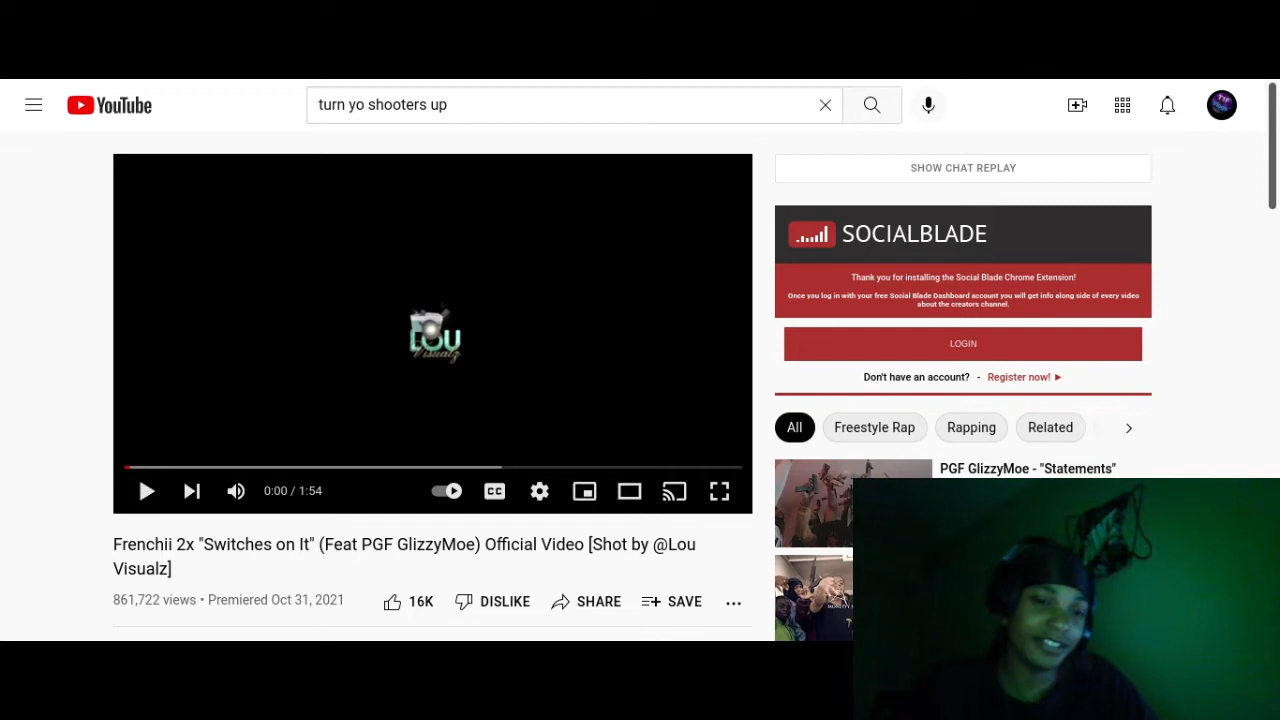 YouTube
turn yo shooters up
SHOW CHAT REPLAY
SOCIALBLADE
Thank you for installing the Social Blade Chrome Extension!
Once you log in with your free Social Blade Dashboard account you will get info along side of every video
about the creators channel.
LOGIN
Don't have an account? - Register now! ►
All Freestyle Rap Rapping Related
PGF GlizzyMoe - "Statements"
LOU
Visualz
0:00 / 1:54
CC
Frenchii 2x "Switches on It" (Feat PGF GlizzyMoe) Official Video [Shot by @Lou
Visualz]
861,722 views • Premiered Oct 31, 2021
16K DISLIKE SHARE SAVE